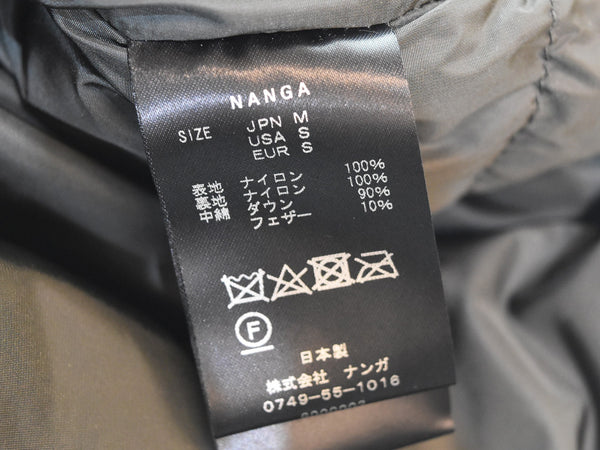 NANGA
SIZE JPN M
USA S
EUR S
表地 ナイロン 100%
裏地 ナイロン 100%
中綿 ダウン 90%
フェザー 10%
F
日本製
株式会社 ナンガ
0749-55-1016